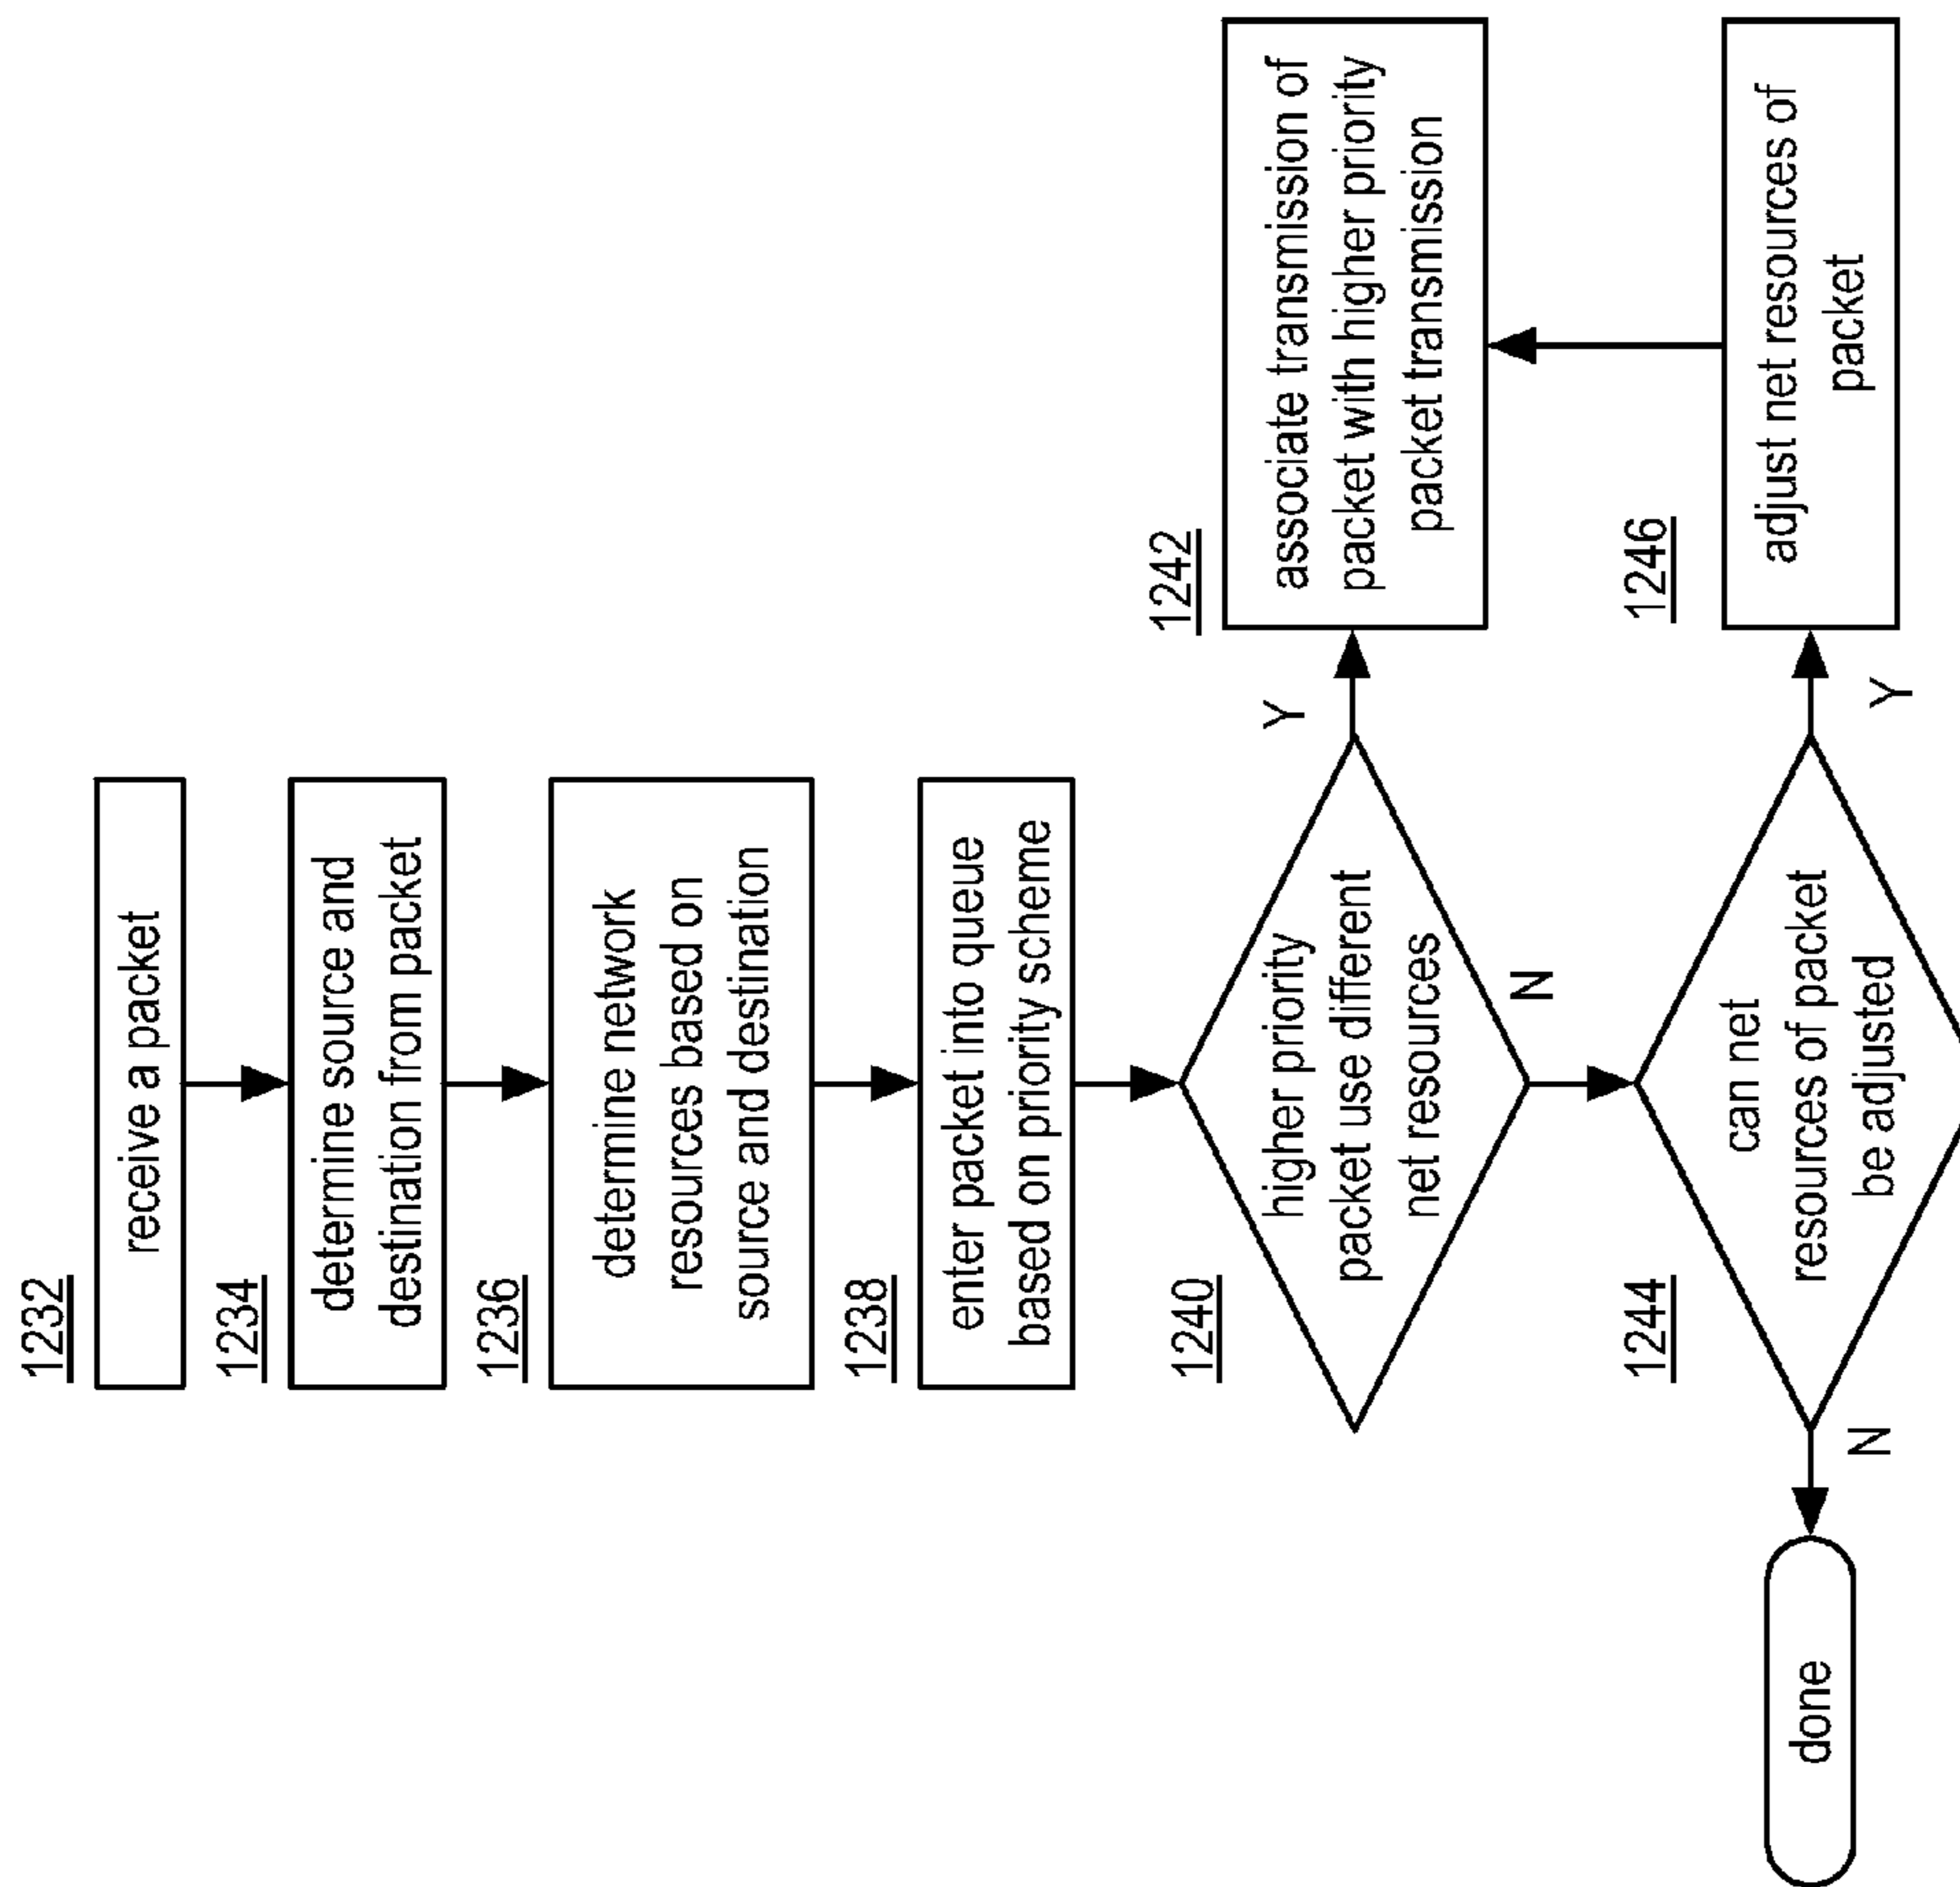 1232
receive a packet
1234
determine source and
destination from packet
1236
determine network
resources based on
source and destination
1238
enter packet into queue
based on priority scheme
1240
higher priority
packet use different
net resources
Y
N
1242
associate transmission of
packet with higher priority
packet transmission
1244
can net
resources of packet
be adjusted
Y
N
1246
adjust net resources of
packet
done